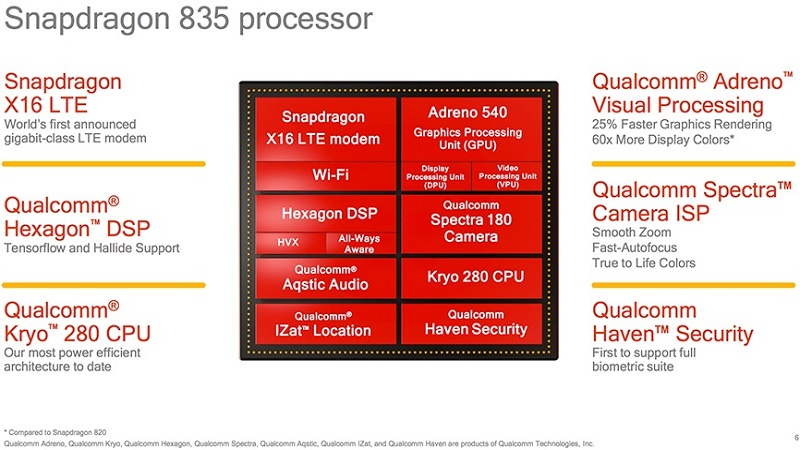 Snapdragon 835 processor
Snapdragon
X16 LTE
World's first announced
gigabit-class LTE modem
Qualcomm®
Hexagon™ DSP
Tensorflow and Hallide Support
Qualcomm®
Kryo™ 280 CPU
Our most power efficient
architecture to date
Snapdragon
X16 LTE modem
Wi-Fi
Hexagon DSP
HVX
All-Ways
Aware
Qualcomm®
Aqstic Audio
Qualcomm®
IZat™ Location
Adreno 540
Graphics Processing
Unit (GPU)
Display
Processing Unit
(DPU)
Video
Processing Unit
(VPU)
Qualcomm
Spectra 180
Camera
Kryo 280 CPU
Qualcomm
Haven Security
Qualcomm® Adreno™
Visual Processing
25% Faster Graphics Rendering
60x More Display Colors*
Qualcomm Spectra™
Camera ISP
Smooth Zoom
Fast-Autofocus
True to Life Colors
Qualcomm
Haven™ Security
First to support full
biometric suite
* Compared to Snapdragon 820
Qualcomm Adreno, Qualcomm Kryo, Qualcomm Hexagon, Qualcomm Spectra, Qualcomm Aqstic, Qualcomm IZat, and Qualcomm Haven are products of Qualcomm Technologies, Inc.
6